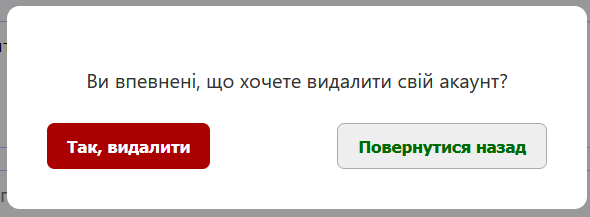 Ви впевнені, що хочете видалити свій акаунт?
Так, видалити
Повернутися назад